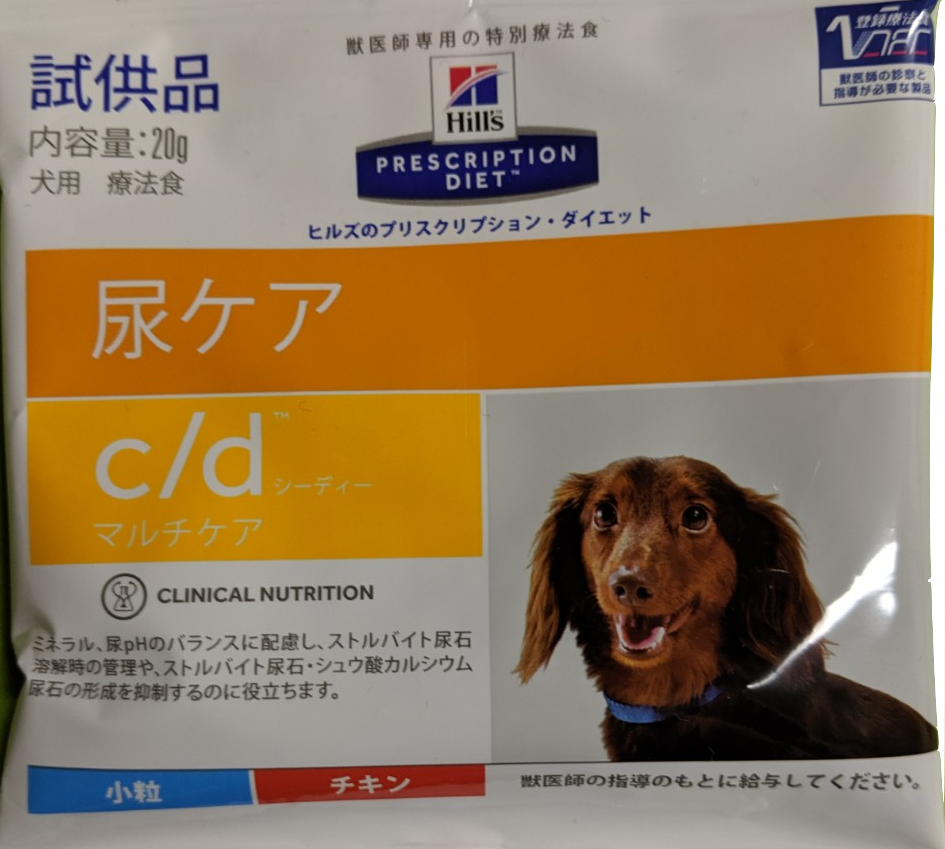 獣医師専用の特別療法食
試供品
内容量:20g
犬用 療法食
Hill's
PRESCRIPTION
DIET™
ヒルズのプリスクリプション・ダイエット
登録療法食
獣医師の診察と
指導が必要な製品
尿ケア
c/d™
シーディー
マルチケア
CLINICAL NUTRITION
ミネラル、尿pHのバランスに配慮し、ストルバイト尿石
溶解時の管理や、ストルバイト尿石・シュウ酸カルシウム
尿石の形成を抑制するのに役立ちます。
小粒
チキン
獣医師の指導のもとに給与してください。